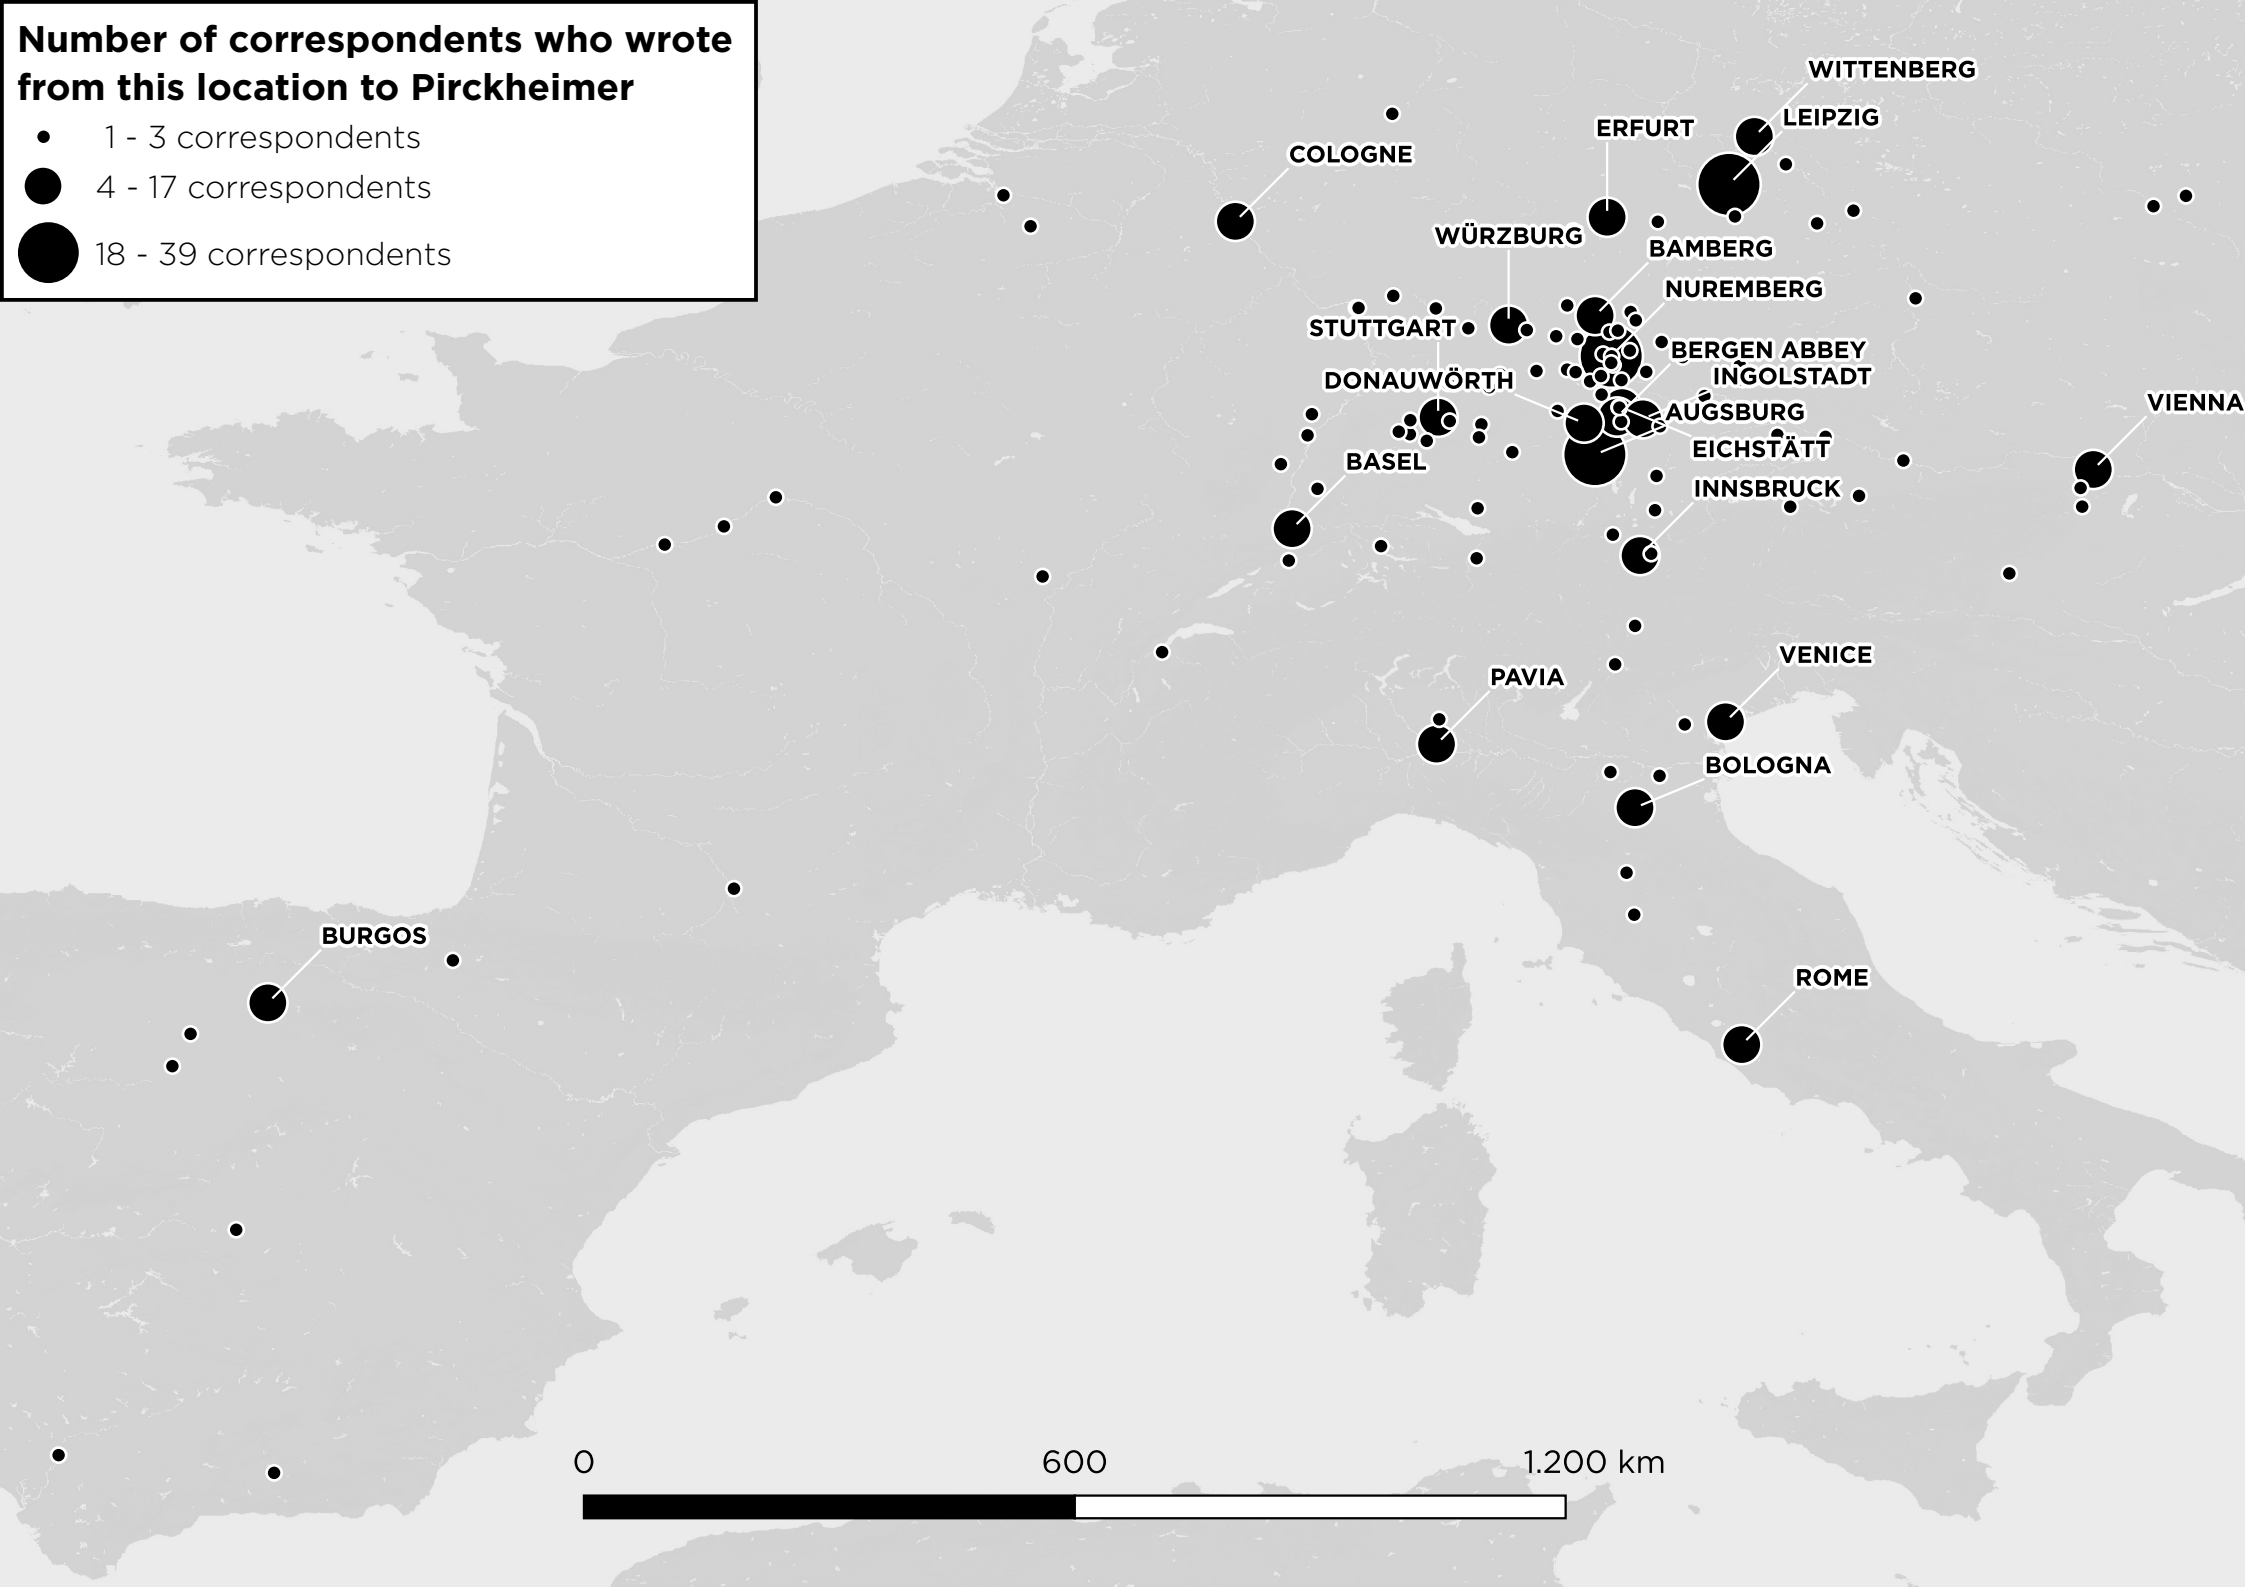 Number of correspondents who wrote
from this location to Pirckheimer
1 - 3 correspondents
4 - 17 correspondents
18 - 39 correspondents
WITTENBERG
LEIPZIG
ERFURT
COLOGNE
WÜRZBURG
BAMBERG
NUREMBERG
STUTTGART
BERGEN ABBEY
DONAUWÖRTH
INGOLSTADT
VIENNA
AUGSBURG
EICHSTÄTT
BASEL
INNSBRUCK
VENICE
PAVIA
BOLOGNA
BURGOS
ROME
0 600 1.200 km